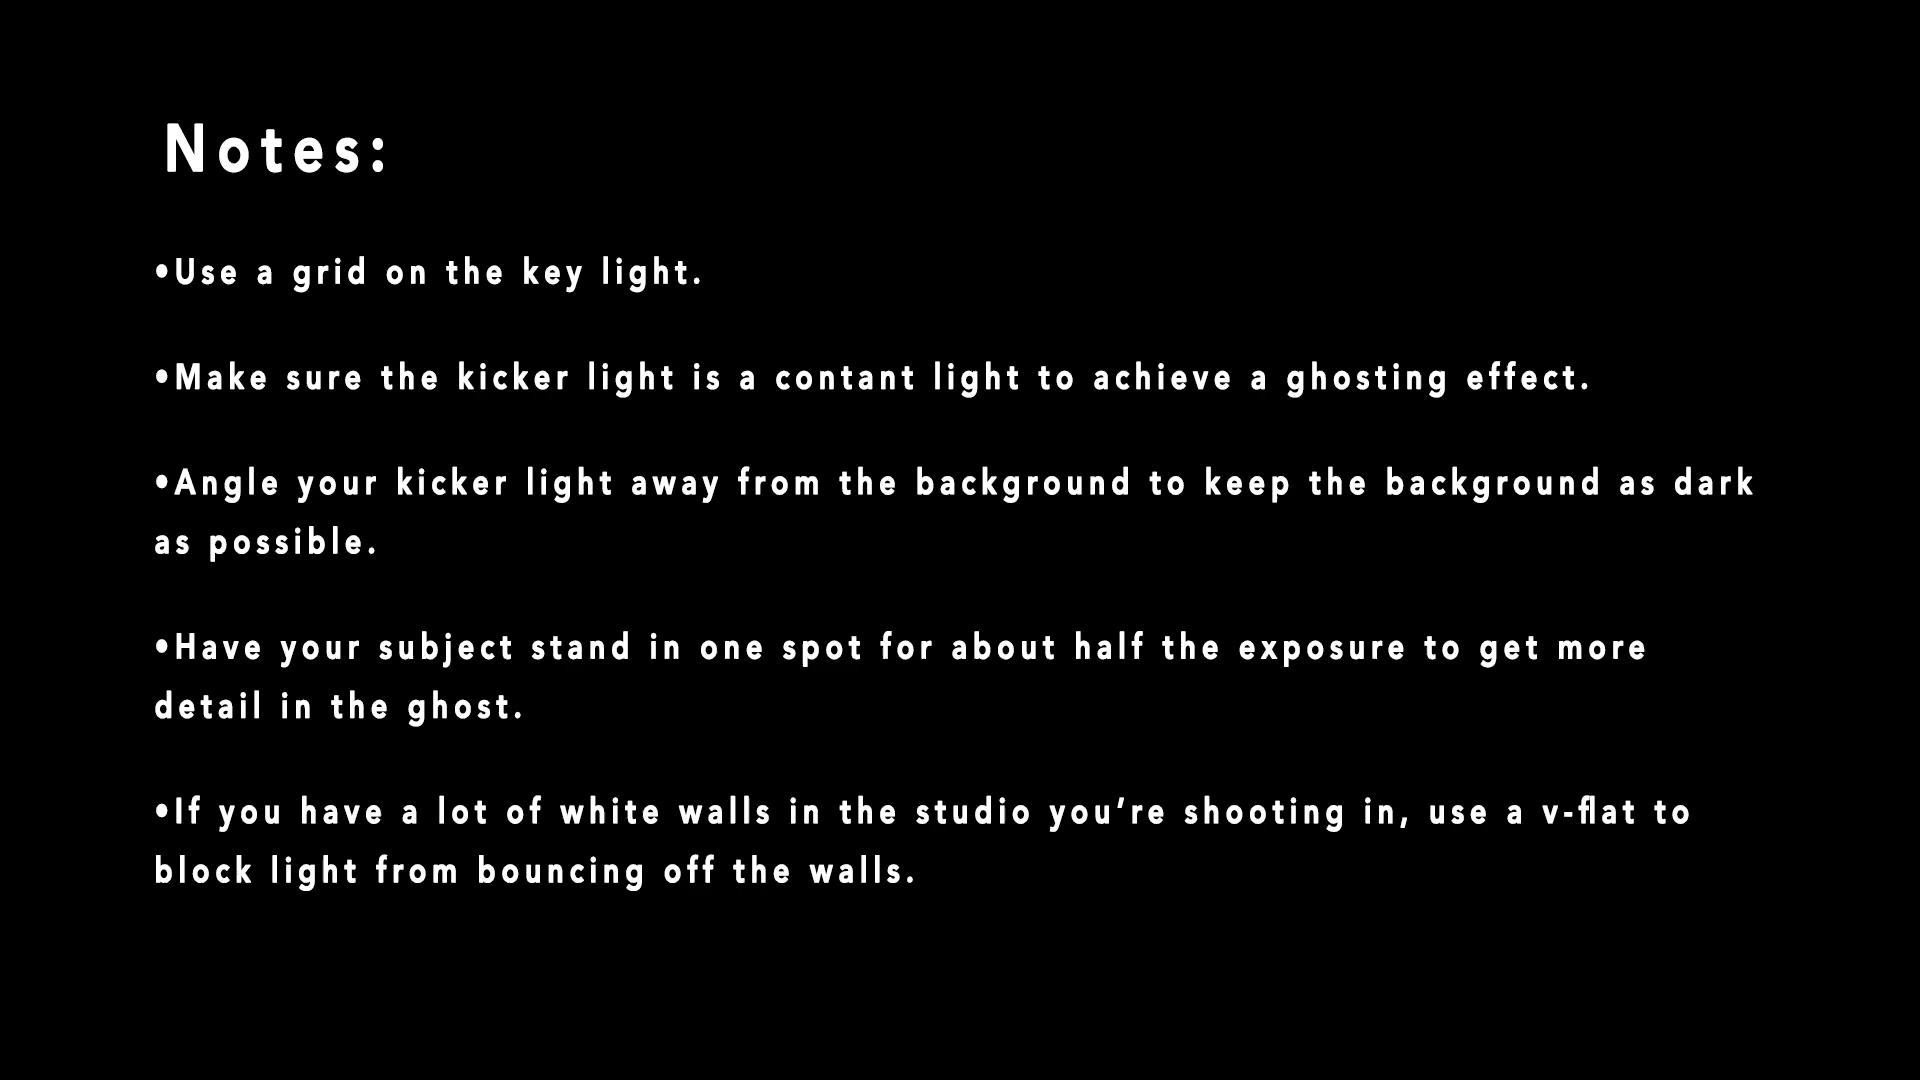 Notes:
•Use a grid on the key light.
•Make sure the kicker light is a contant light to achieve a ghosting effect.
•Angle your kicker light away from the background to keep the background as dark
as possible.
•Have your subject stand in one spot for about half the exposure to get more
detail in the ghost.
•If you have a lot of white walls in the studio you’re shooting in, use a v-flat to
block light from bouncing off the walls.